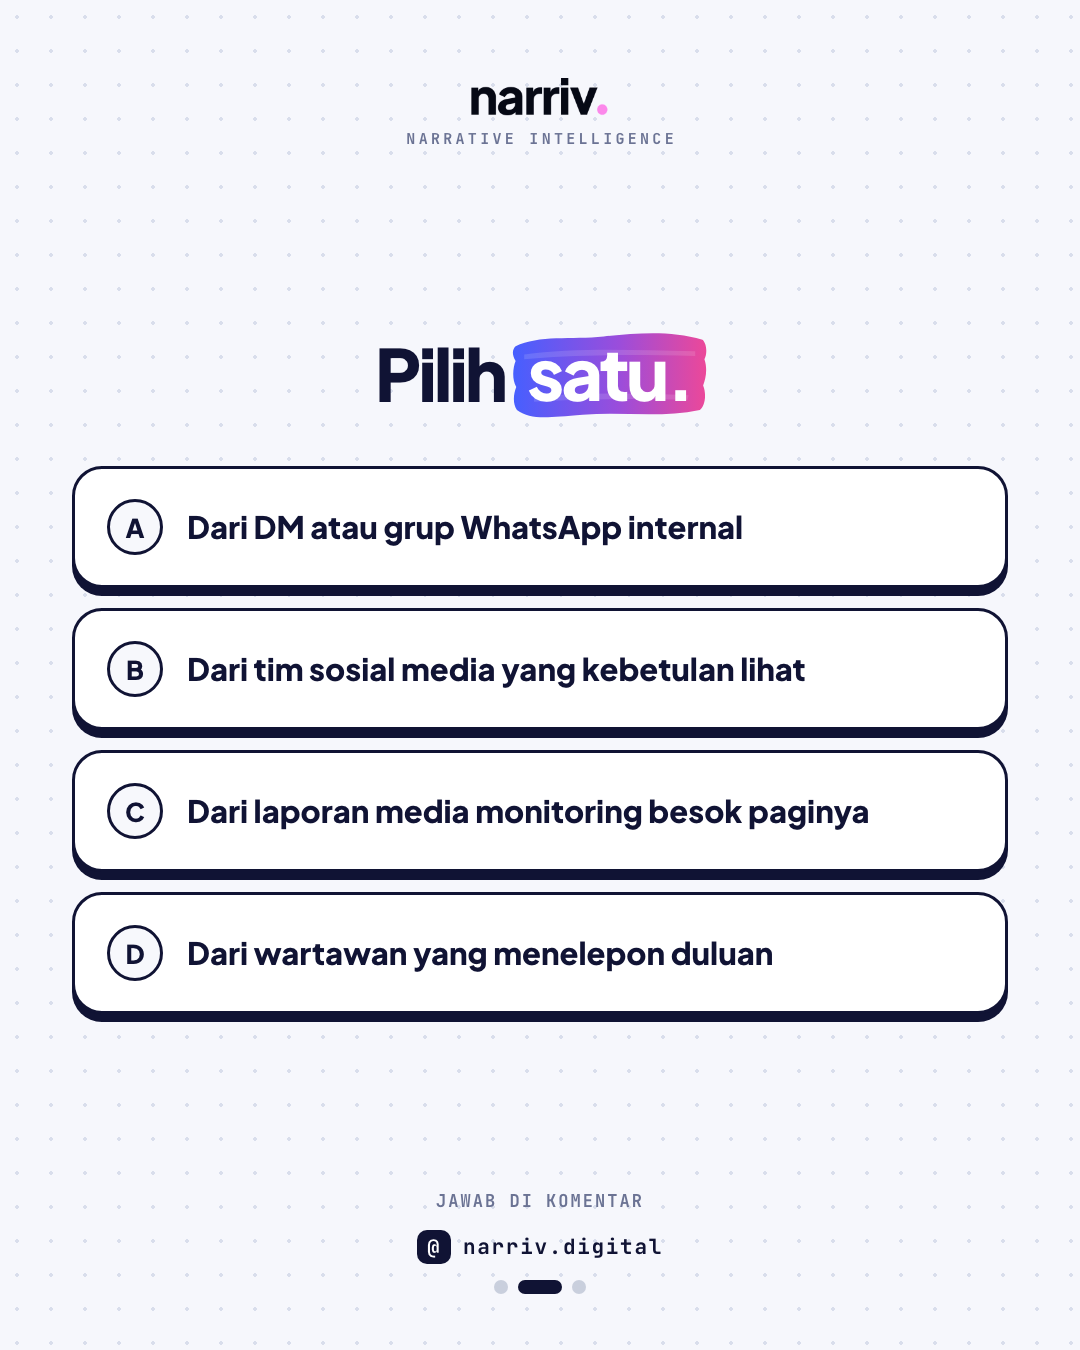 narriv.
NARRATIVE INTELLIGENCE
Pilih satu.
A Dari DM atau grup WhatsApp internal
B Dari tim sosial media yang kebetulan lihat
C Dari laporan media monitoring besok paginya
D Dari wartawan yang menelepon duluan
JAWAB DI KOMENTAR
@ narriv.digital